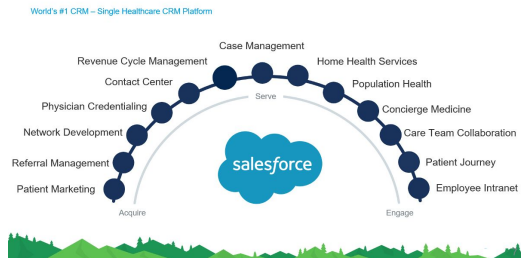 World's #1 CRM – Single Healthcare CRM Platform
Case Management
Revenue Cycle Management
Home Health Services
Contact Center
Population Health
Serve
Physician Credentialing
Concierge Medicine
Network Development
Care Team Collaboration
salesforce
Referral Management
Patient Journey
Patient Marketing
Employee Intranet
Acquire
Engage